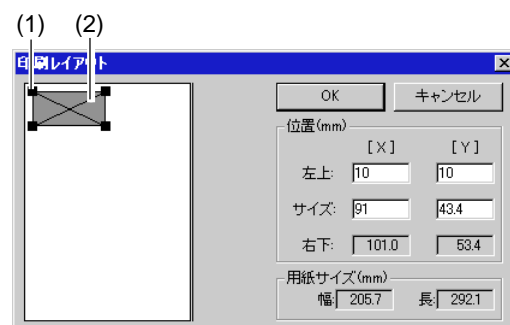 (1) (2)
印刷レイアウト
OK キャンセル
位置(mm)
[X] [Y]
左上: 10 10
サイズ: 91 43.4
右下: 101.0 53.4
用紙サイズ(mm)
幅: 205.7 長: 292.1